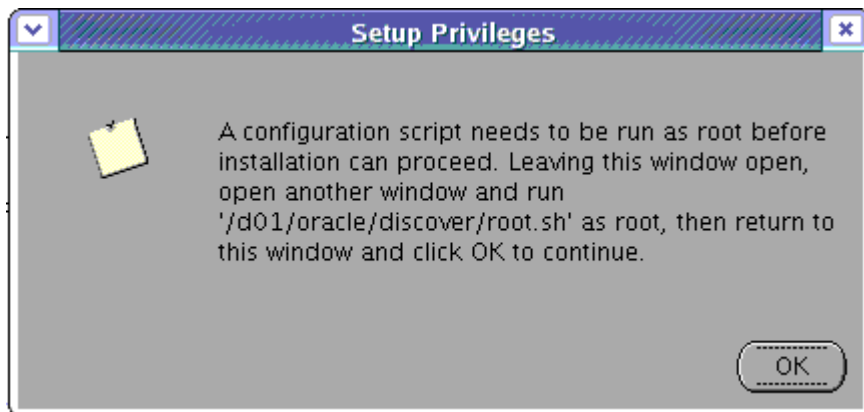 Setup Privileges
A configuration script needs to be run as root before
installation can proceed. Leaving this window open,
open another window and run
'/d01/oracle/discover/root.sh' as root, then return to
this window and click OK to continue.
OK